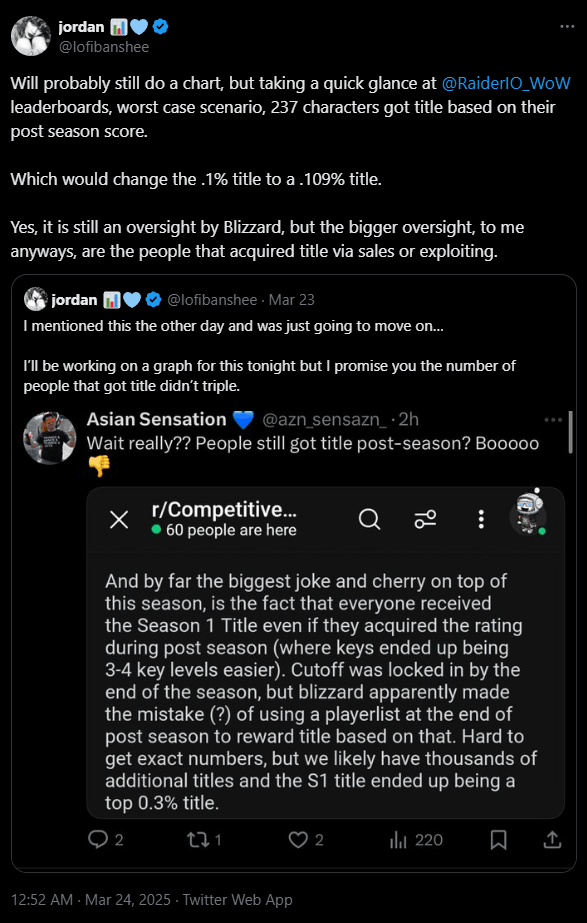 jordan 📊🩵
@lofibanshee
Will probably still do a chart, but taking a quick glance at @RaiderIO_WoW
leaderboards, worst case scenario, 237 characters got title based on their
post season score.
Which would change the .1% title to a .109% title.
Yes, it is still an oversight by Blizzard, but the bigger oversight, to me
anyways, are the people that acquired title via sales or exploiting.
jordan 📊🩵 @lofibanshee · Mar 23
I mentioned this the other day and was just going to move on...
I'll be working on a graph for this tonight but I promise you the number of
people that got title didn't triple.
Asian Sensation 💙 @azn_sensazn_ · 2h
Wait really?? People still got title post-season? Booooo
👎
r/Competitive...
60 people are here
And by far the biggest joke and cherry on top of
this season, is the fact that everyone received
the Season 1 Title even if they acquired the rating
during post season (where keys ended up being
3-4 key levels easier). Cutoff was locked in by the
end of the season, but blizzard apparently made
the mistake (?) of using a playerlist at the end of
post season to reward title based on that. Hard to
get exact numbers, but we likely have thousands of
additional titles and the S1 title ended up being a
top 0.3% title.
2 1 2 220
12:52 AM · Mar 24, 2025 · Twitter Web App